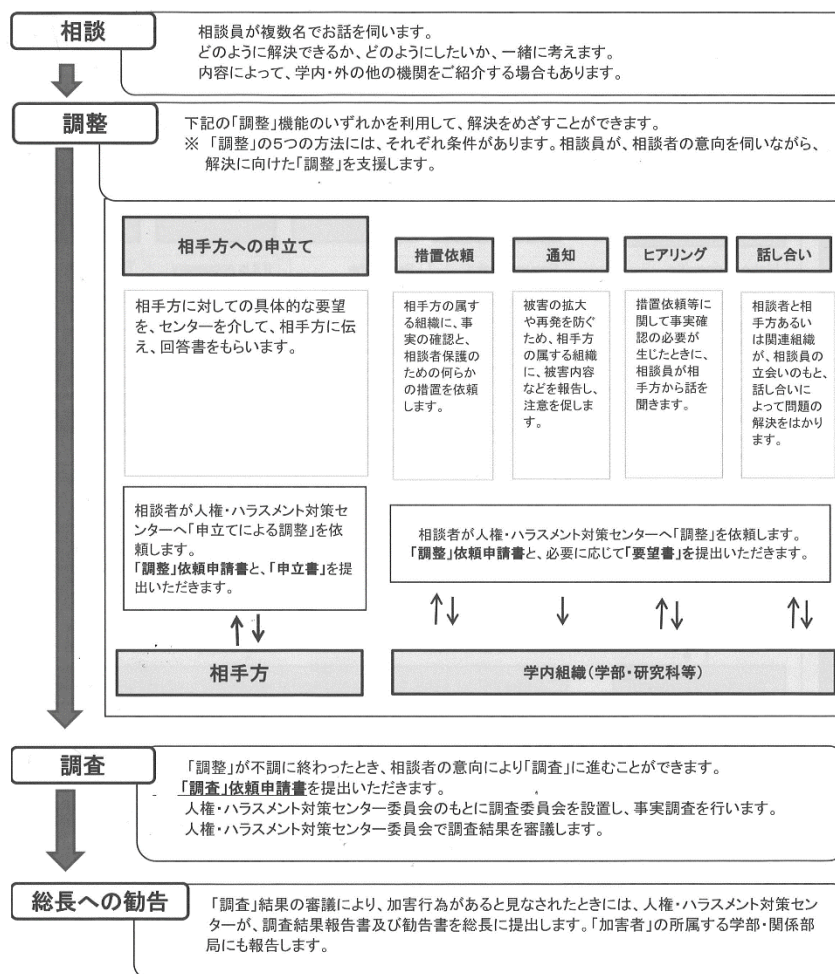 相談
相談員が複数名でお話を伺います。
どのように解決できるか、どのようにしたいか、一緒に考えます。
内容によって、学内・外の他の機関をご紹介する場合もあります。
調整
下記の「調整」機能のいずれかを利用して、解決をめざすことができます。
※ 「調整」の5つの方法には、それぞれ条件があります。相談員が、相談者の意向を伺いながら、
解決に向けた「調整」を支援します。
相手方への申立て
相手方に対しての具体的な要望
を、センターを介して、相手方に伝
え、回答書をもらいます。
措置依頼
相手方の属す
る組織に、事
実の確認と、
相談者保護の
ための何らか
の措置を依頼
します。
通知
被害の拡大
や再発を防ぐ
ため、相手方
の属する組織
に、被害内容
などを報告し、
注意を促しま
す。
ヒアリング
措置依頼等に
関して事実確
認の必要が
生じたときに、
相談員が相
手方から話を
聞きます。
話し合い
相談者と相
手方あるい
は関連組織
が、相談員の
立会いのもと、
話し合いに
よって問題の
解決をはかり
ます。
相談者が人権・ハラスメント対策セ
ンターへ「申立てによる調整」を依
頼します。
「調整」依頼申請書と、「申立書」を提
出いただきます。
相談者が人権・ハラスメント対策センターへ「調整」を依頼します。
「調整」依頼申請書と、必要に応じて「要望書」を提出いただきます。
↑↓
↑↓
↓
↑↓
↑↓
相手方
学内組織(学部・研究科等)
調査
「調整」が不調に終わったとき、相談者の意向により「調査」に進むことができます。
「調査」依頼申請書を提出いただきます。
人権・ハラスメント対策センター委員会のもとに調査委員会を設置し、事実調査を行います。
人権・ハラスメント対策センター委員会で調査結果を審議します。
総長への勧告
「調査」結果の審議により、加害行為があると見なされたときには、人権・ハラスメント対策セン
ターが、調査結果報告書及び勧告書を総長に提出します。「加害者」の所属する学部・関係部
局にも報告します。